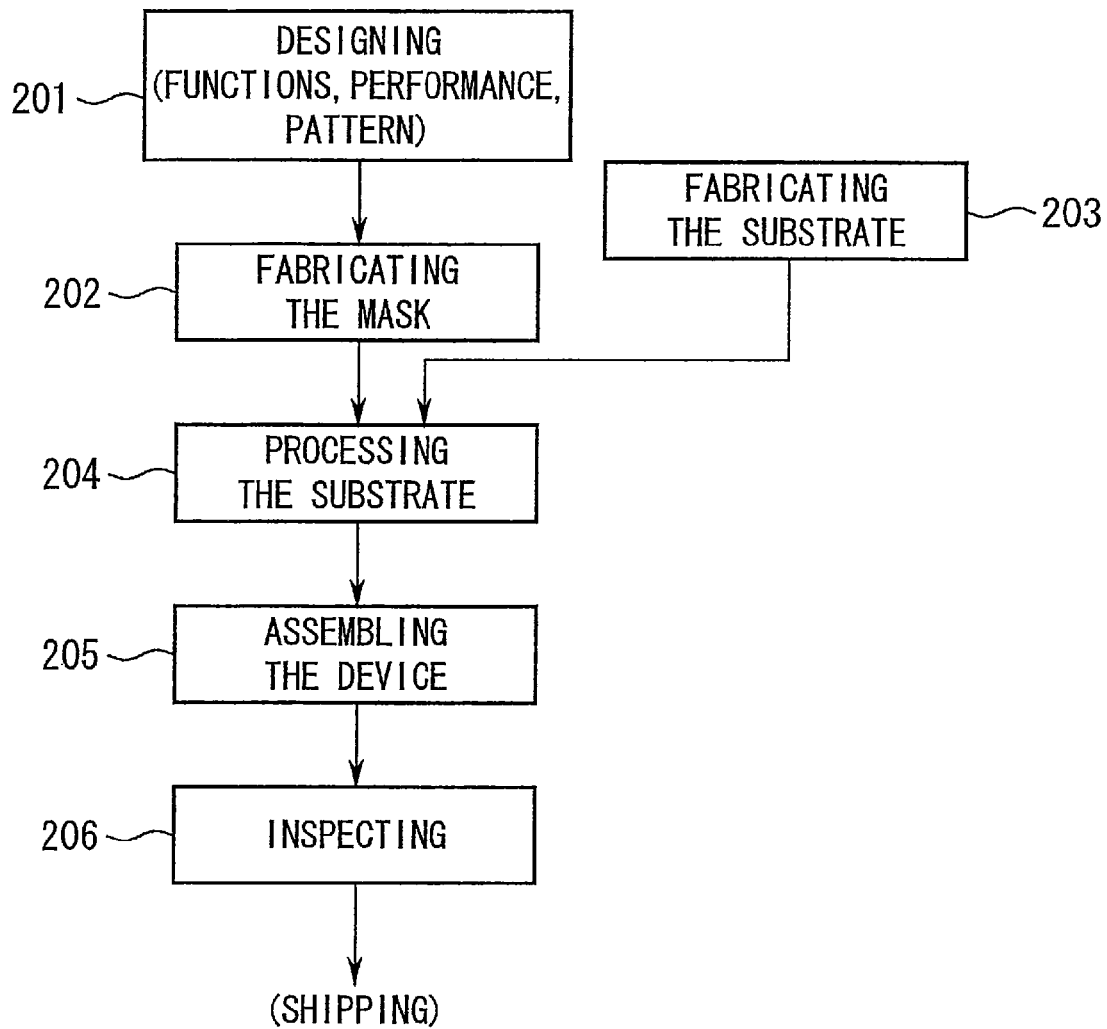 DESIGNING
(FUNCTIONS, PERFORMANCE,
PATTERN)
201
FABRICATING
THE SUBSTRATE
203
FABRICATING
THE MASK
202
PROCESSING
THE SUBSTRATE
204
ASSEMBLING
THE DEVICE
205
INSPECTING
206
(SHIPPING)